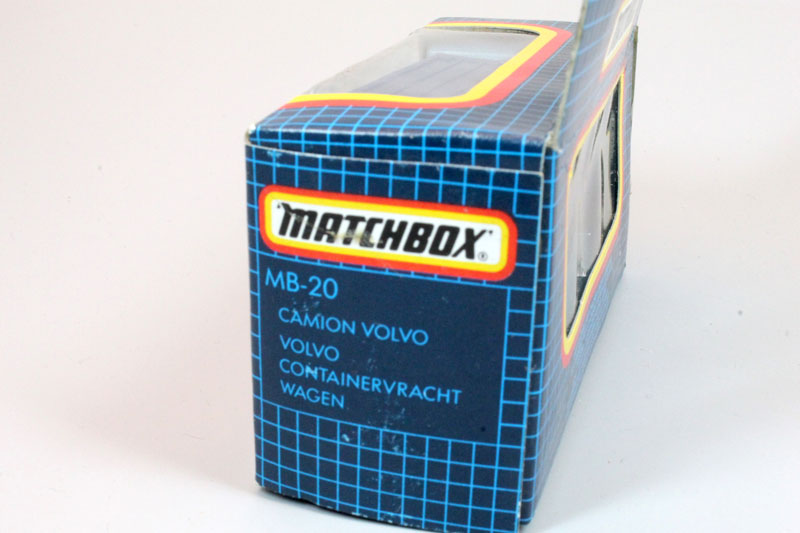 "MATCHBOX"®
MB-20
CAMION VOLVO
VOLVO
CONTAINERVRACHT
WAGEN